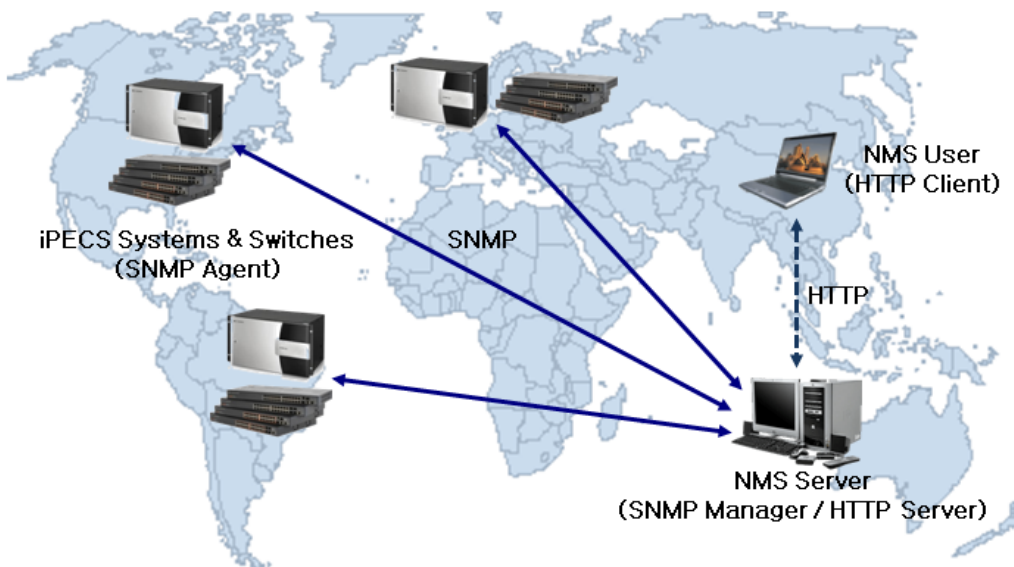 NMS User
(HTTP Client)
iPECS Systems & Switches
(SNMP Agent)
SNMP
HTTP
NMS Server
(SNMP Manager / HTTP Server)